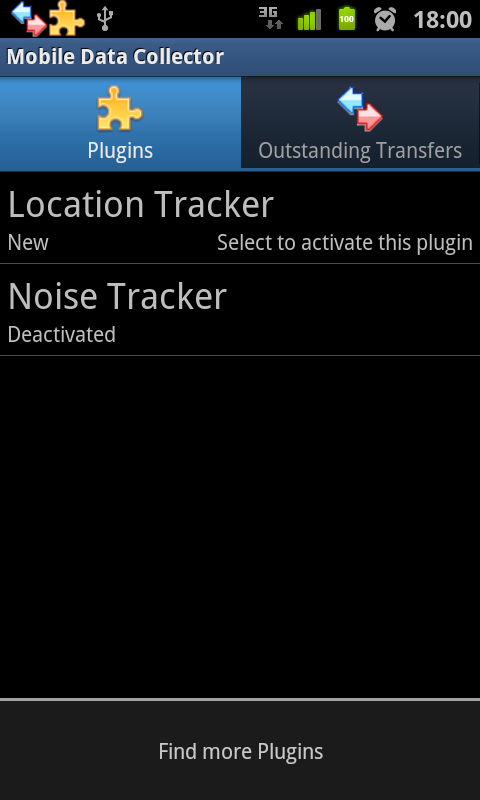 3G 100 18:00
Mobile Data Collector
Plugins Outstanding Transfers
Location Tracker
New Select to activate this plugin
Noise Tracker
Deactivated
Find more Plugins